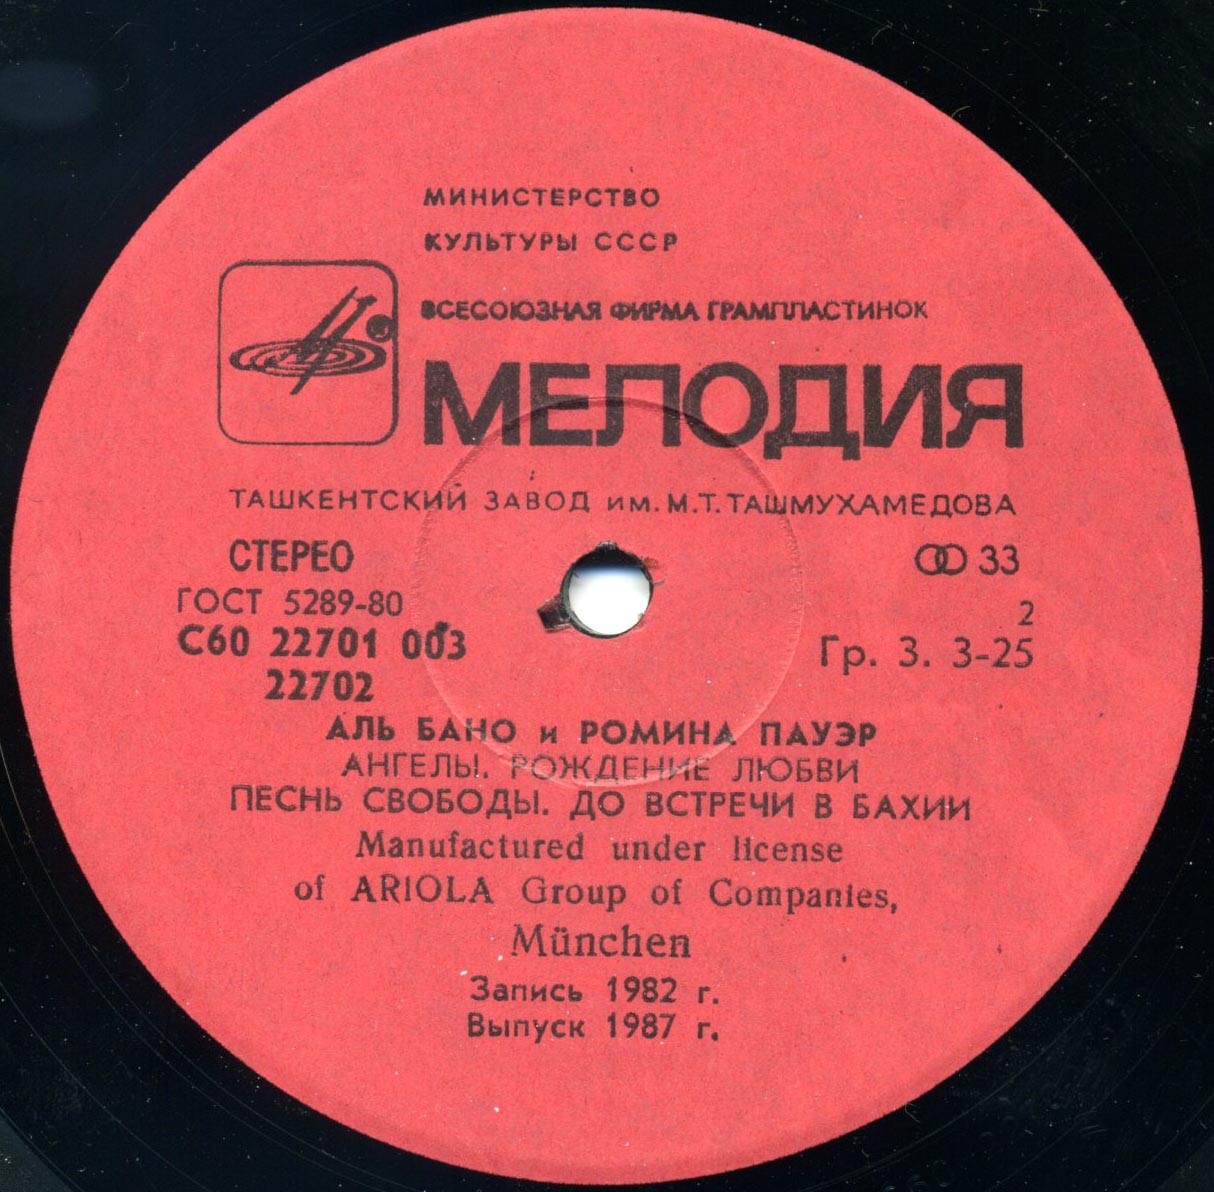 МИНИСТЕРСТВО
КУЛЬТУРЫ СССР
ВСЕСОЮЗНАЯ ФИРМА ГРАМПЛАСТИНОК
МЕЛОДИЯ
ТАШКЕНТСКИЙ ЗАВОД ИМ. М.Т. ТАШМУХАМЕДОВА
СТЕРЕО 33
ГОСТ 5289-80 2
С60 22701 003 Гр. 3. 3-25
22702
АЛЬ БАНО и РОМИНА ПАУЭР
АНГЕЛЫ. РОЖДЕНИЕ ЛЮБВИ
ПЕСНЬ СВОБОДЫ. ДО ВСТРЕЧИ В БАХИИ
Manufactured under license
of ARIOLA Group of Companies,
München
Запись 1982 г.
Выпуск 1987 г.